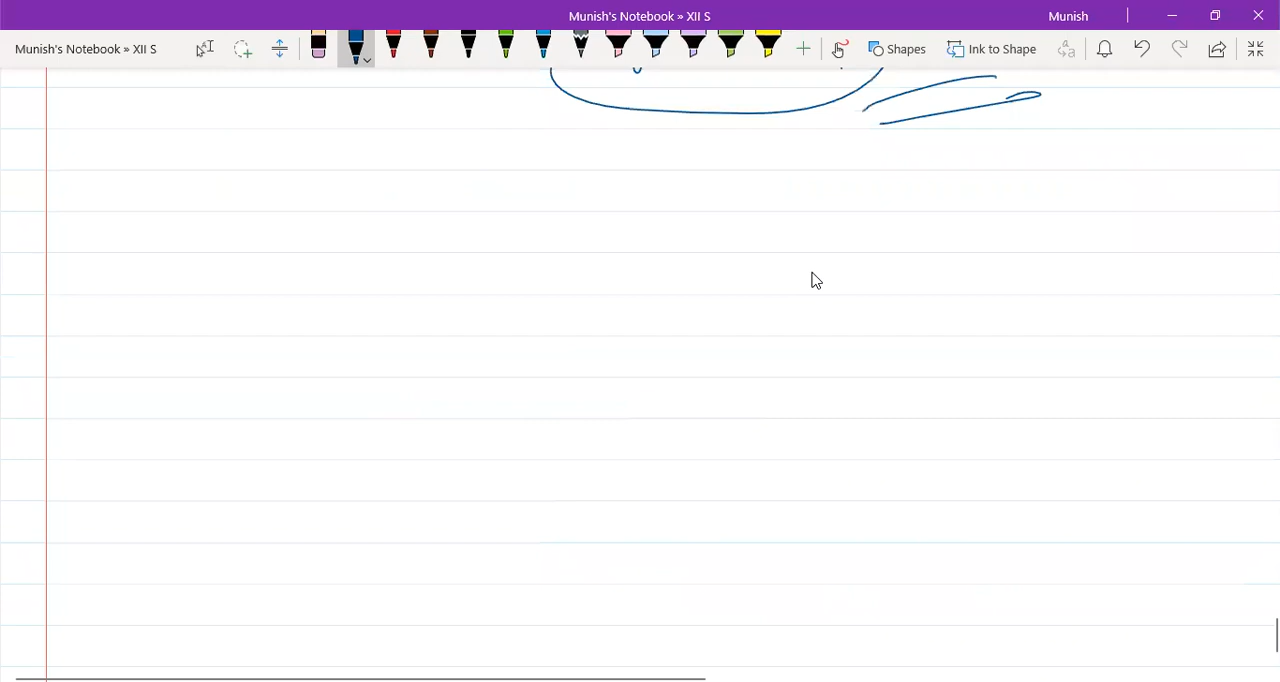 Munish's Notebook » XII S
Munish
Munish's Notebook » XII S
Shapes
Ink to Shape